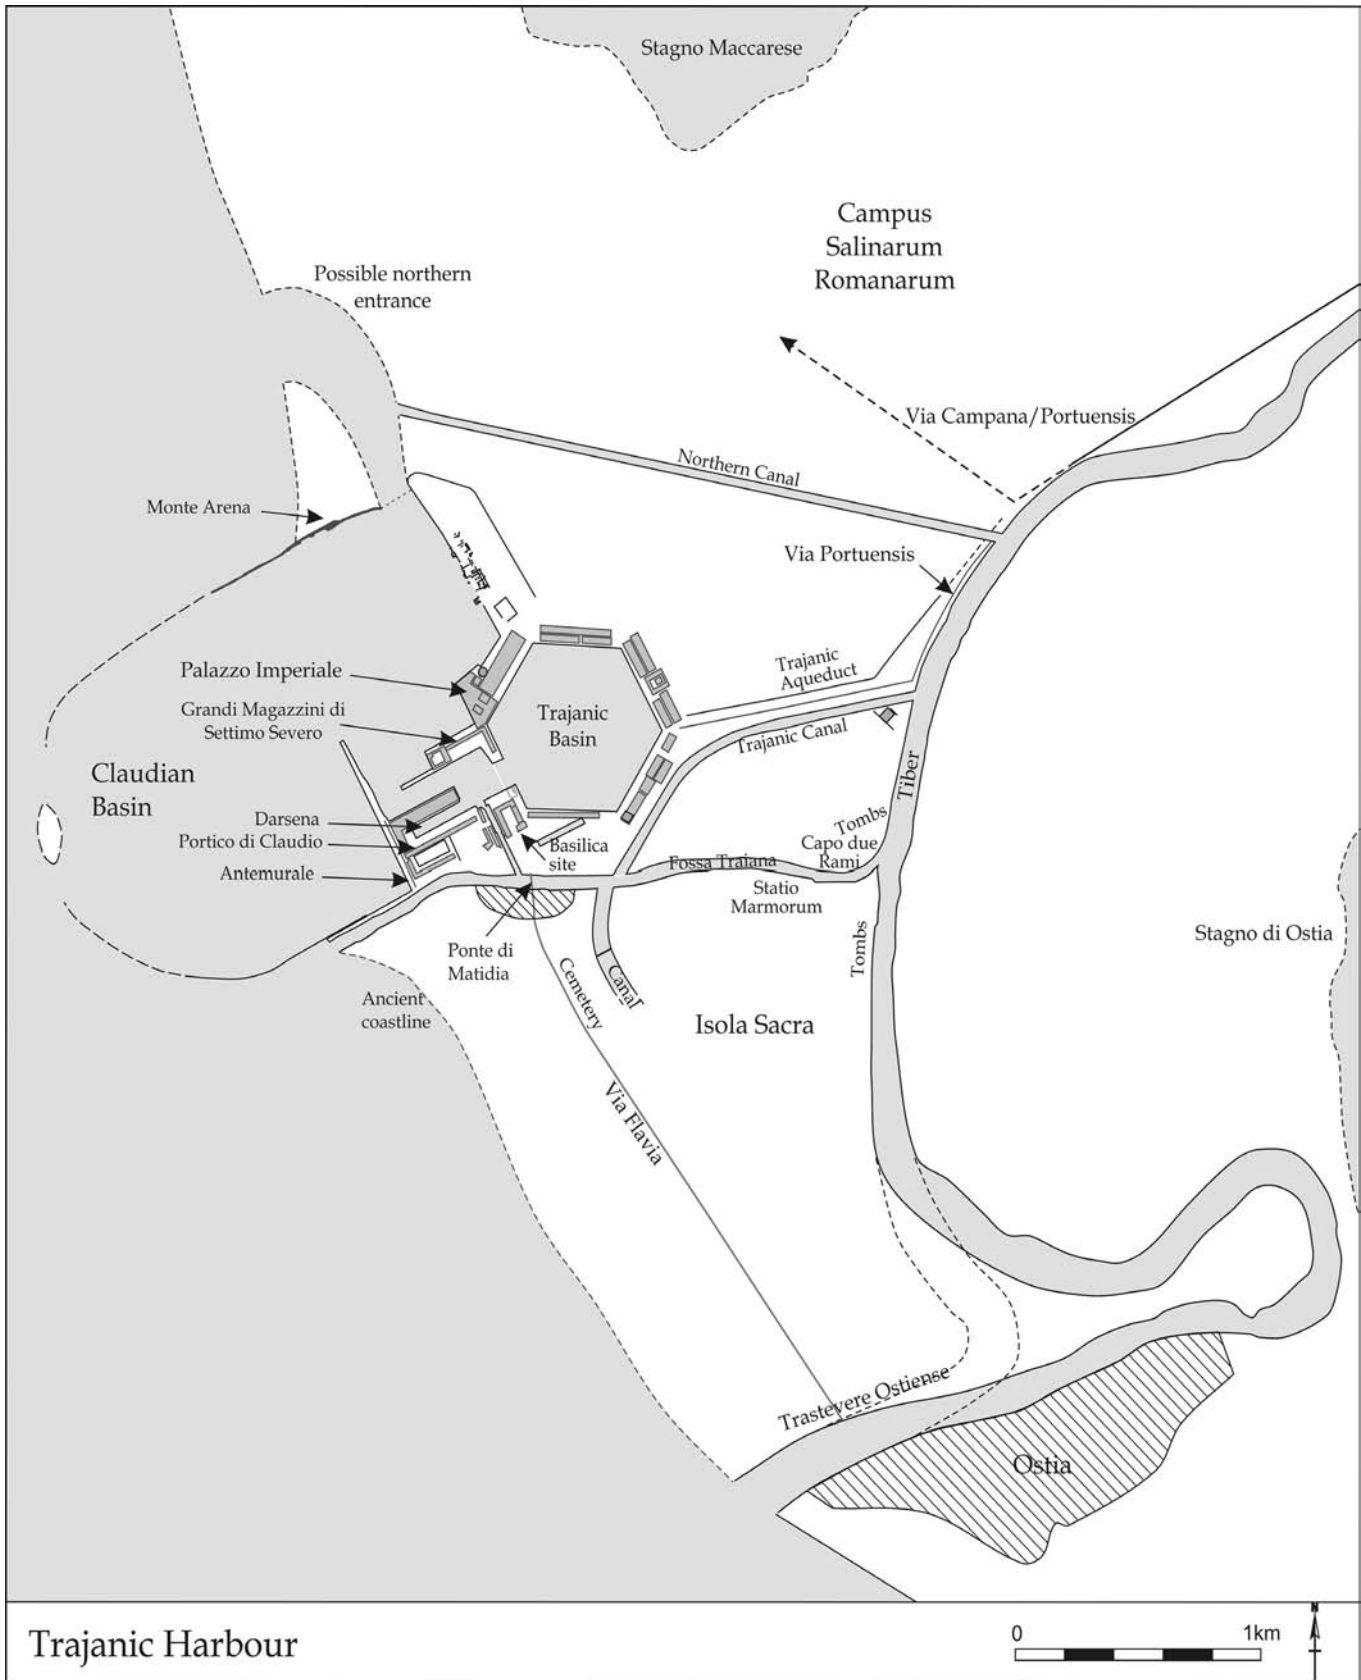 Stagno Maccarese
Campus
Salinarum
Romanarum
Possible northern
entrance
Via Campana/Portuensis
Northern Canal
Monte Arena
Via Portuensis
Trajanic
Aqueduct
Palazzo Imperiale
Grandi Magazzini di
Settimo Severo
Trajanic
Basin
Trajanic Canal
Claudian
Basin
Tiber
Darsena
Portico di Claudio
Antemurale
Basilica
site
Tombs
Capo due
Rami
Fossa Traiana
Statio
Marmorum
Tombs
Stagno di Ostia
Ponte di
Matidia
Cemetery
Canal
Ancient
coastline
Isola Sacra
Via Flavia
Trastevere Ostiense
Ostia
Trajanic Harbour
0 1km
N